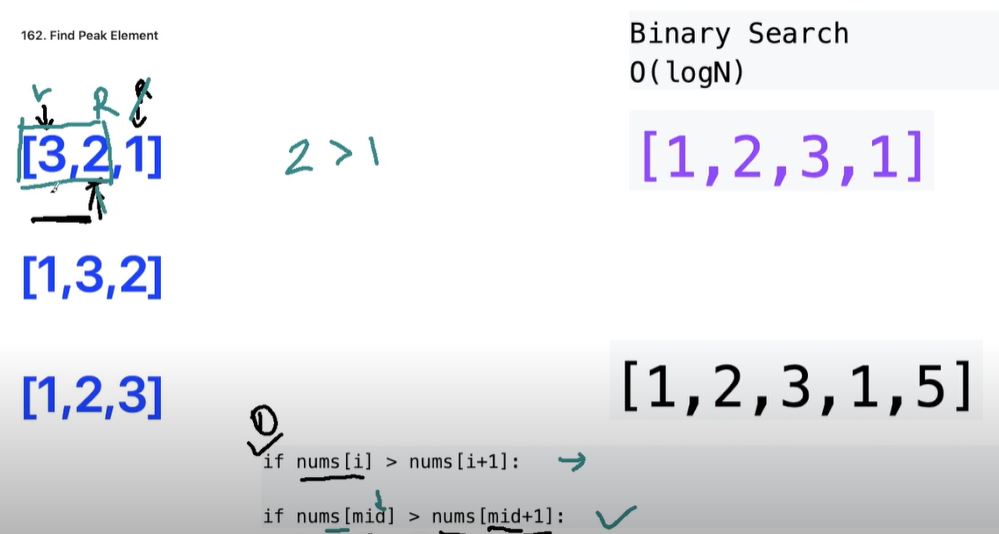 162. Find Peak Element
Binary Search
O(logN)
R
[3,2,1]
2 > 1
[1,2,3,1]
[1,3,2]
[1,2,3]
[1,2,3,1,5]
①
if nums[i] > nums[i+1]: →
if nums[mid] > nums[mid+1]: ✓